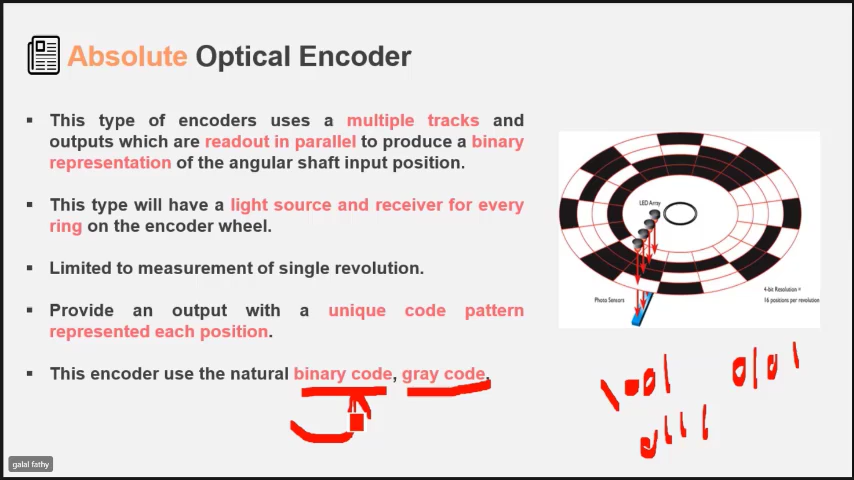 Absolute Optical Encoder
▪ This type of encoders uses a multiple tracks and
outputs which are readout in parallel to produce a binary
representation of the angular shaft input position.
▪ This type will have a light source and receiver for every
ring on the encoder wheel.
▪ Limited to measurement of single revolution.
▪ Provide an output with a unique code pattern
represented each position.
▪ This encoder use the natural binary code, gray code.
LED Array
Photo Sensors
4-bit Resolution =
16 positions per revolution
1001
0101
0111
galal fathy